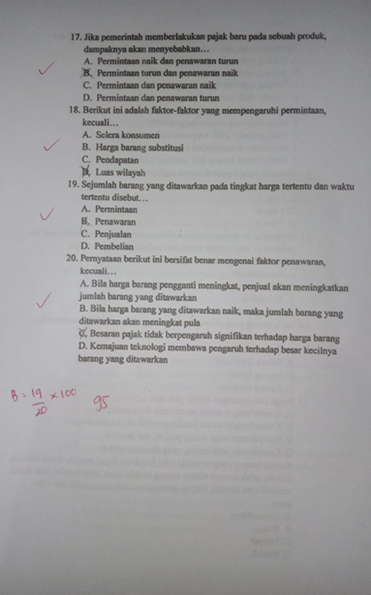 17. Jika pemerintah memberlakukan pajak baru pada sebuah produk,
dampaknya akan menyebabkan…
A. Permintaan naik dan penawaran turun
B. Permintaan turun dan penawaran naik
C. Permintaan dan penawaran naik
D. Permintaan dan penawaran turun
18. Berikut ini adalah faktor-faktor yang mempengaruhi permintaan,
kecuali…
A. Selera konsumen
B. Harga barang substitusi
C. Pendapatan
D. Luas wilayah
19. Sejumlah barang yang ditawarkan pada tingkat harga tertentu dan waktu
tertentu disebut…
A. Permintaan
B. Penawaran
C. Penjualan
D. Pembelian
20. Pernyataan berikut ini bersifat benar mengenai faktor penawaran,
kecuali…
A. Bila harga barang pengganti meningkat, penjual akan meningkatkan
jumlah barang yang ditawarkan
B. Bila harga barang yang ditawarkan naik, maka jumlah barang yang
ditawarkan akan meningkat pula
C. Besaran pajak tidak berpengaruh signifikan terhadap harga barang
D. Kemajuan teknologi membawa pengaruh terhadap besar kecilnya
barang yang ditawarkan
B : 19 x 100
20
95